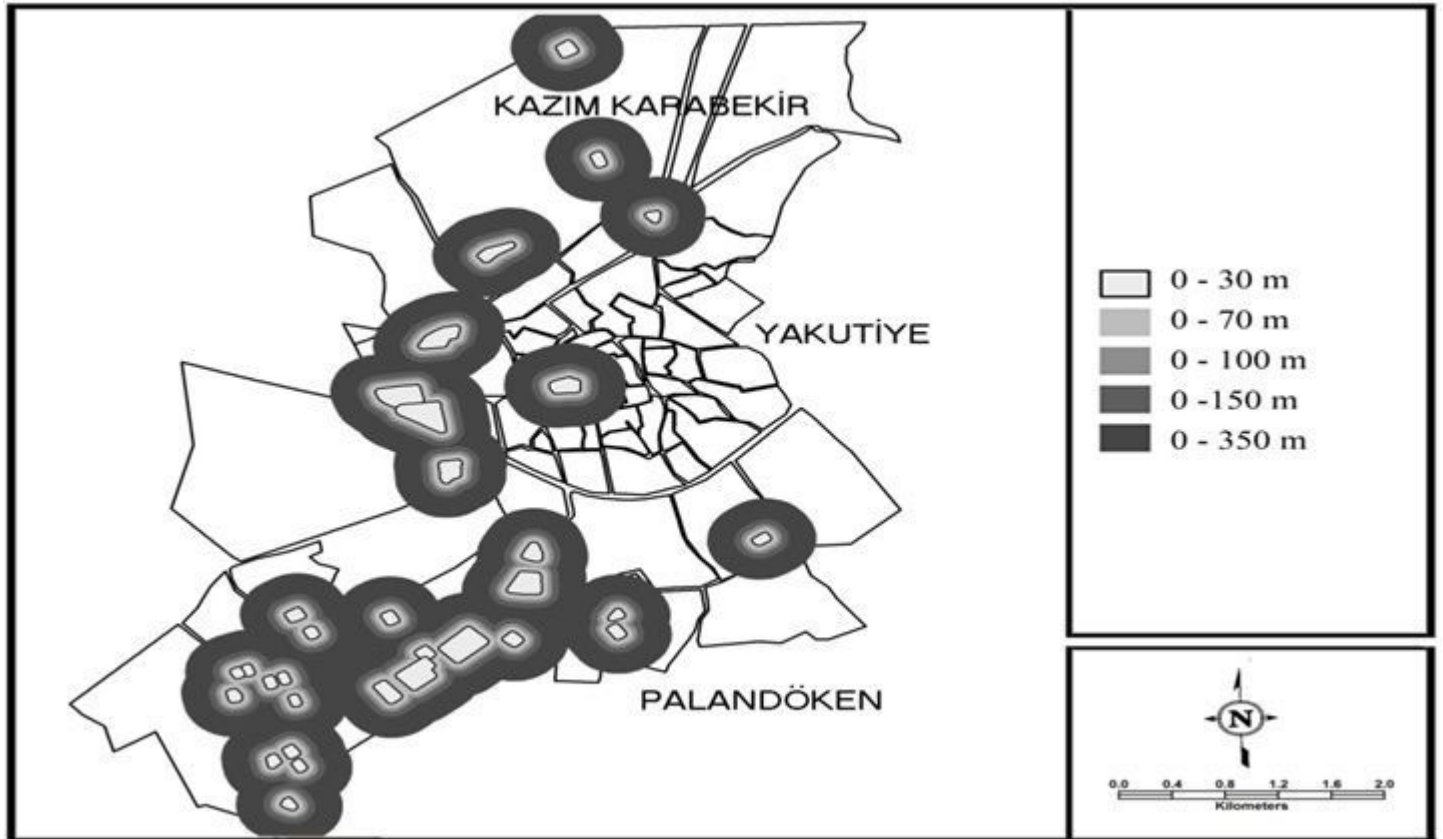 KAZIM KARABEKİR
YAKUTİYE
PALANDÖKEN
0 - 30 m
0 - 70 m
0 - 100 m
0 -150 m
0 - 350 m
N
0.0 0.4 0.8 1.2 1.6 2.0
Kilometers